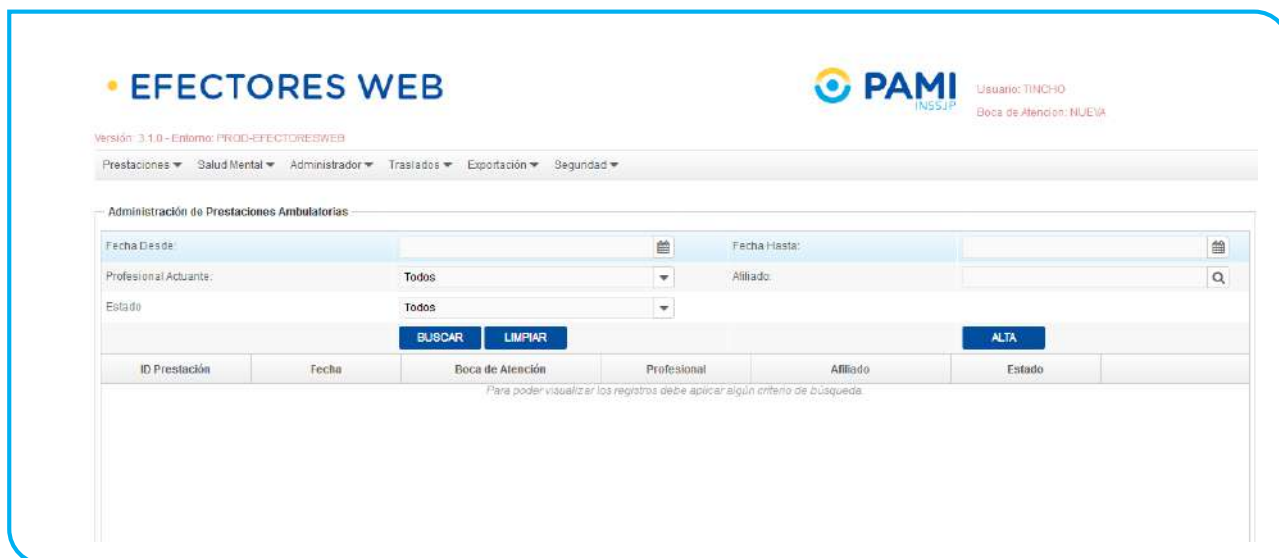 • EFECTORES WEB
PAMI
INSSJP
Usuario: TINCHO
Boca de Atencion: NUEVA
Versión: 3.1.0 - Entorno: PROD-EFECTORESWEB
Prestaciones Salud Mental Administrador Traslados Exportación Seguridad
Administración de Prestaciones Ambulatorias
Fecha Desde: Fecha Hasta:
Profesional Actuante: Todos Afiliado:
Estado Todos
BUSCAR LIMPIAR ALTA
ID Prestación Fecha Boca de Atención Profesional Afiliado Estado
Para poder visualizar los registros debe aplicar algún criterio de búsqueda.